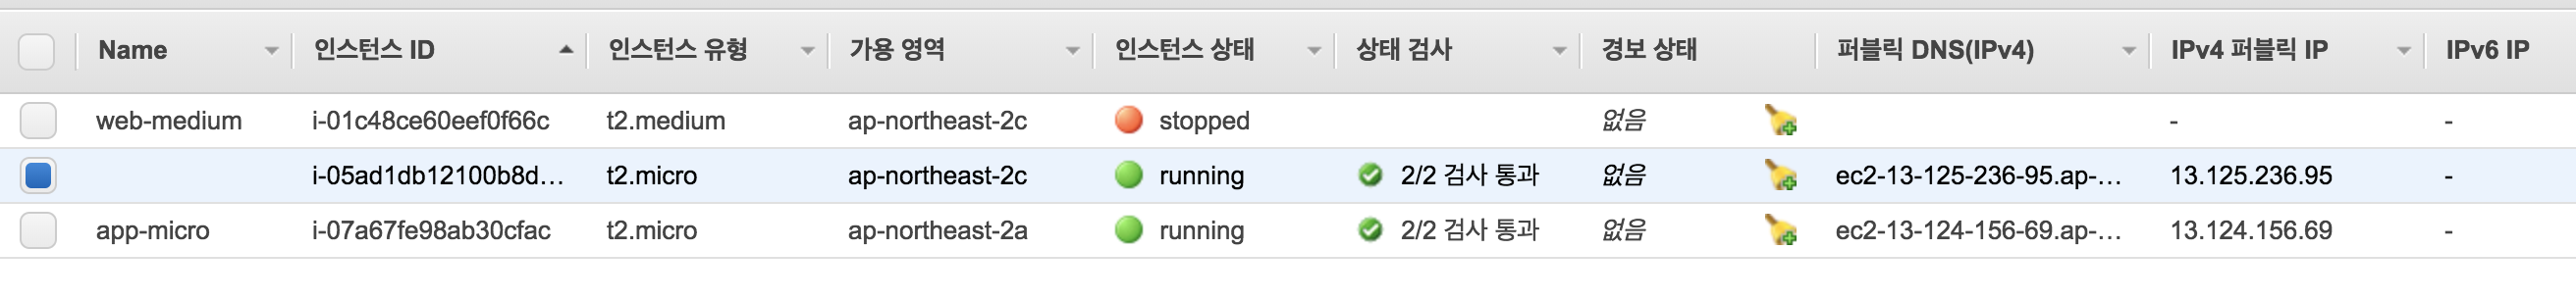 Name 인스턴스 ID 인스턴스 유형 가용 영역 인스턴스 상태 상태 검사 경보 상태 퍼블릭 DNS(IPv4) IPv4 퍼블릭 IP IPv6 IP
web-medium i-01c48ce60eef0f66c t2.medium ap-northeast-2c stopped 없음 - -
i-05ad1db12100b8d... t2.micro ap-northeast-2c running 2/2 검사 통과 없음 ec2-13-125-236-95.ap-... 13.125.236.95 -
app-micro i-07a67fe98ab30cfac t2.micro ap-northeast-2a running 2/2 검사 통과 없음 ec2-13-124-156-69.ap-... 13.124.156.69 -